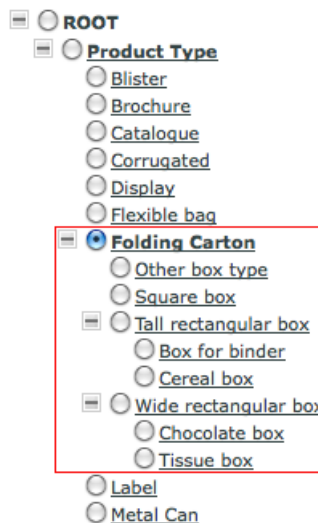 ROOT
Product Type
Blister
Brochure
Catalogue
Corrugated
Display
Flexible bag
Folding Carton
Other box type
Square box
Tall rectangular box
Box for binder
Cereal box
Wide rectangular box
Chocolate box
Tissue box
Label
Metal Can